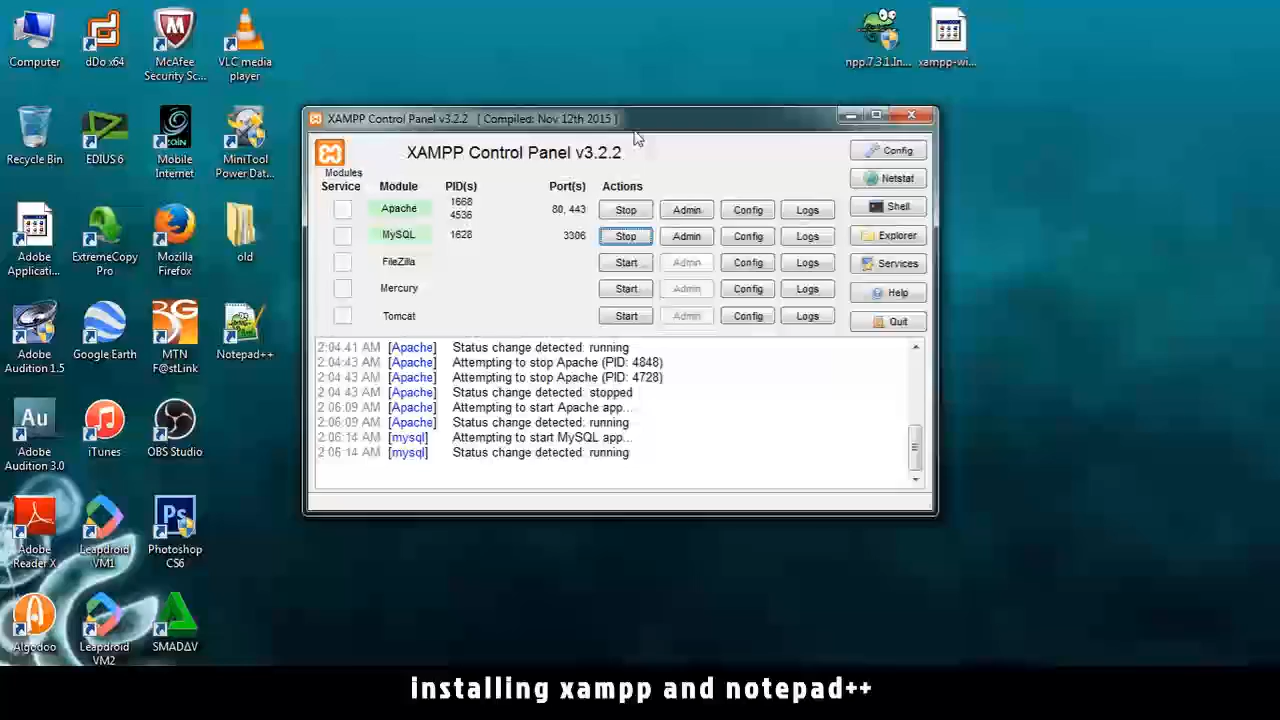 Computer
dDo x64
McAfee
Security Sc...
VLC media
player
npp.7.3.1.In...
xampp-wi...
Recycle Bin
EDIUS 6
Mobile
Internet
MiniTool
Power Dat...
Adobe
Applicati...
ExtremeCopy
Pro
Mozilla
Firefox
old
Adobe
Audition 1.5
Google Earth
MTN
F@stLink
Notepad++
Au
Adobe
Audition 3.0
iTunes
OBS Studio
Adobe
Reader X
Leapdroid
VM1
Ps
Photoshop
CS6
Algodoo
Leapdroid
VM2
SMADΔV
XAMPP Control Panel v3.2.2 [ Compiled: Nov 12th 2015 ]
XAMPP Control Panel v3.2.2
Config
Modules
Service Module PID(s) Port(s) Actions
Netstat
Apache 1668
4536 80, 443 Stop Admin Config Logs
Shell
MySQL 1628 3306 Stop Admin Config Logs
Explorer
FileZilla Start Admin Config Logs
Services
Mercury Start Admin Config Logs
Help
Tomcat Start Admin Config Logs
Quit
2:04:41 AM [Apache] Status change detected: running
2:04:43 AM [Apache] Attempting to stop Apache (PID: 4848)
2:04:43 AM [Apache] Attempting to stop Apache (PID: 4728)
2:04:43 AM [Apache] Status change detected: stopped
2:06:09 AM [Apache] Attempting to start Apache app...
2:06:09 AM [Apache] Status change detected: running
2:06:14 AM [mysql] Attempting to start MySQL app...
2:06:14 AM [mysql] Status change detected: running
installing xampp and notepad++